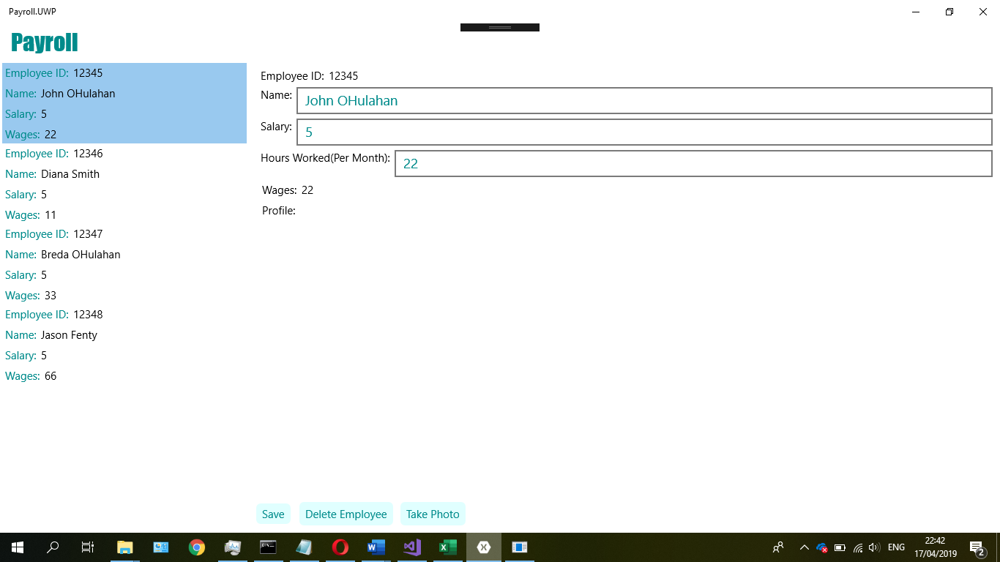 Payroll.UWP
Payroll
Employee ID: 12345
Name: John OHulahan
Salary: 5
Wages: 22
Employee ID: 12346
Name: Diana Smith
Salary: 5
Wages: 11
Employee ID: 12347
Name: Breda OHulahan
Salary: 5
Wages: 33
Employee ID: 12348
Name: Jason Fenty
Salary: 5
Wages: 66
Employee ID: 12345
Name: John OHulahan
Salary: 5
Hours Worked(Per Month): 22
Wages: 22
Profile:
Save Delete Employee Take Photo
ENG
22:42
17/04/2019
2